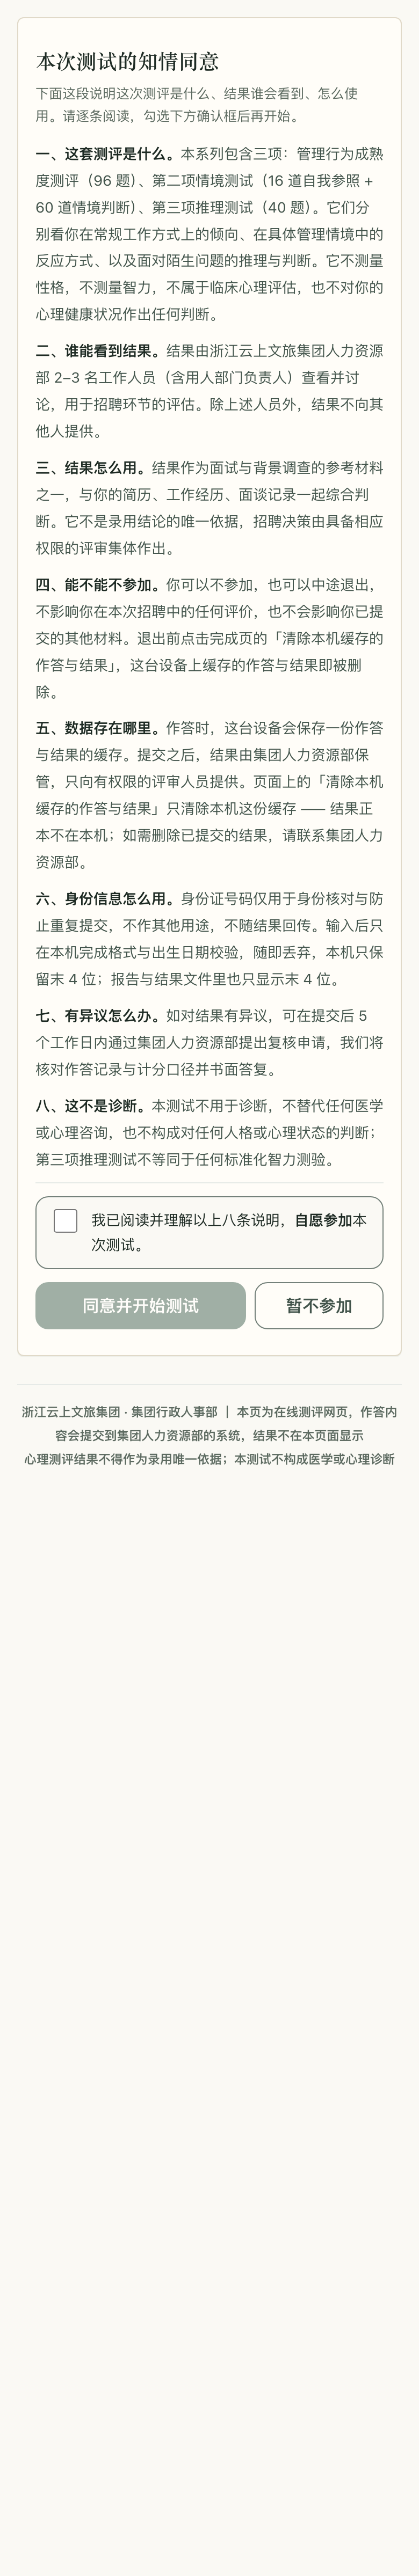 本次测试的知情同意
下面这段说明这次测评是什么、结果谁会看到、怎么使
用。请逐条阅读，勾选下方确认框后再开始。
一、这套测评是什么。本系列包含三项：管理行为成熟
度测评（96 题）、第二项情境测试（16 道自我参照 +
60 道情境判断）、第三项推理测试（40 题）。它们分
别看你在常规工作方式上的倾向、在具体管理情境中的
反应方式、以及面对陌生问题的推理与判断。它不测量
性格，不测量智力，不属于临床心理评估，也不对你的
心理健康状况作出任何判断。
二、谁能看到结果。结果由浙江云上文旅集团人力资源
部 2–3 名工作人员（含用人部门负责人）查看并讨
论，用于招聘环节的评估。除上述人员外，结果不向其
他人提供。
三、结果怎么用。结果作为面试与背景调查的参考材料
之一，与你的简历、工作经历、面谈记录一起综合判
断。它不是录用结论的唯一依据，招聘决策由具备相应
权限的评审集体作出。
四、能不能不参加。你可以不参加，也可以中途退出，
不影响你在本次招聘中的任何评价，也不会影响你已提
交的其他材料。退出前点击完成页的「清除本机缓存的
作答与结果」，这台设备上缓存的作答与结果即被删
除。
五、数据存在哪里。作答时，这台设备会保存一份作答
与结果的缓存。提交之后，结果由集团人力资源部保
管，只向有权限的评审人员提供。页面上的「清除本机
缓存的作答与结果」只清除本机这份缓存 —— 结果正
本不在本机；如需删除已提交的结果，请联系集团人力
资源部。
六、身份信息怎么用。身份证号码仅用于身份核对与防
止重复提交，不作其他用途，不随结果回传。输入后只
在本机完成格式与出生日期校验，随即丢弃，本机只保
留末 4 位；报告与结果文件里也只显示末 4 位。
七、有异议怎么办。如对结果有异议，可在提交后 5
个工作日内通过集团人力资源部提出复核申请，我们将
核对作答记录与计分口径并书面答复。
八、这不是诊断。本测试不用于诊断，不替代任何医学
或心理咨询，也不构成对任何人格或心理状态的判断；
第三项推理测试不等同于任何标准化智力测验。
我已阅读并理解以上八条说明，自愿参加本
次测试。
同意并开始测试
暂不参加
浙江云上文旅集团 · 集团行政人事部 ｜ 本页为在线测评网页，作答内
容会提交到集团人力资源部的系统，结果不在本页面显示
心理测评结果不得作为录用唯一依据；本测试不构成医学或心理诊断